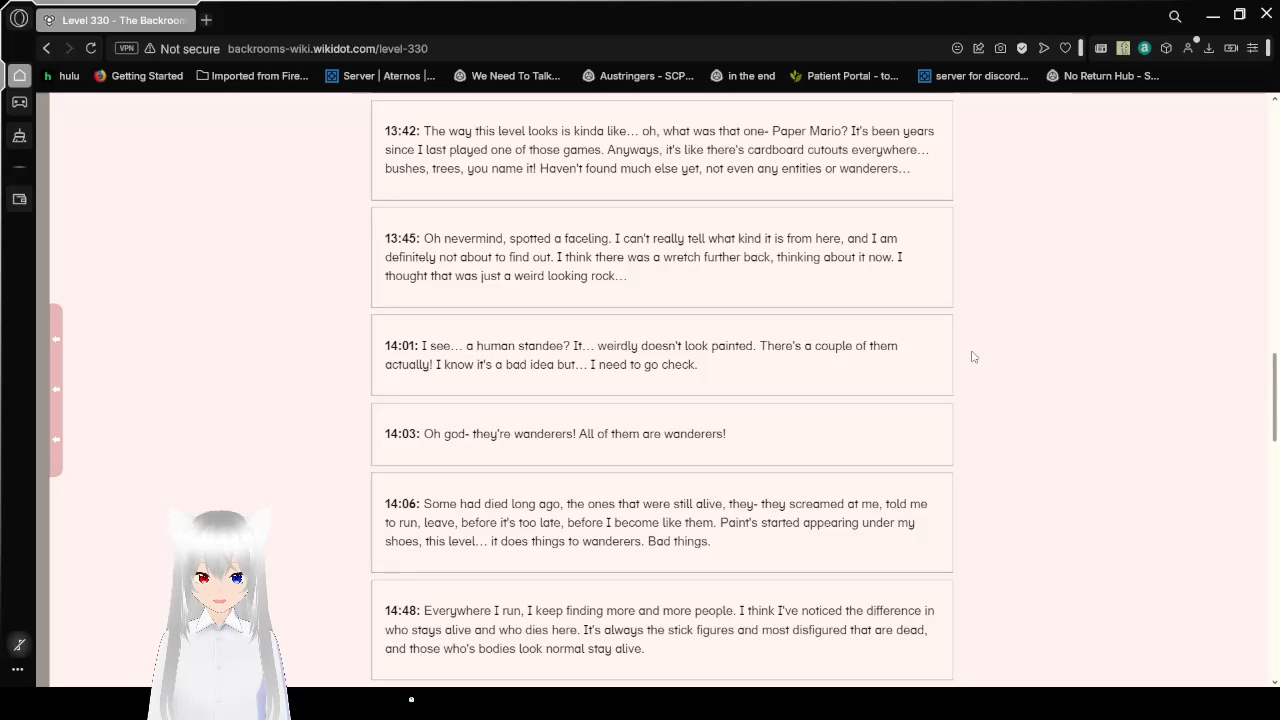 Level 330 - The Backroom
VPN
Not secure
backrooms-wiki.wikidot.com/level-330
hulu
Getting Started
Imported from Fire...
Server | Aternos |...
We Need To Talk...
Austringers - SCP...
in the end
Patient Portal - to...
server for discord...
No Return Hub - S...
13:42: The way this level looks is kinda like... oh, what was that one- Paper Mario? It's been years
since I last played one of those games. Anyways, it's like there's cardboard cutouts everywhere...
bushes, trees, you name it! Haven't found much else yet, not even any entities or wanderers...
13:45: Oh nevermind, spotted a faceling. I can't really tell what kind it is from here, and I am
definitely not about to find out. I think there was a wretch further back, thinking about it now. I
thought that was just a weird looking rock...
14:01: I see... a human standee? It... weirdly doesn't look painted. There's a couple of them
actually! I know it's a bad idea but... I need to go check.
14:03: Oh god- they're wanderers! All of them are wanderers!
14:06: Some had died long ago, the ones that were still alive, they- they screamed at me, told me
to run, leave, before it's too late, before I become like them. Paint's started appearing under my
shoes, this level... it does things to wanderers. Bad things.
14:48: Everywhere I run, I keep finding more and more people. I think I've noticed the difference in
who stays alive and who dies here. It's always the stick figures and most disfigured that are dead,
and those who's bodies look normal stay alive.